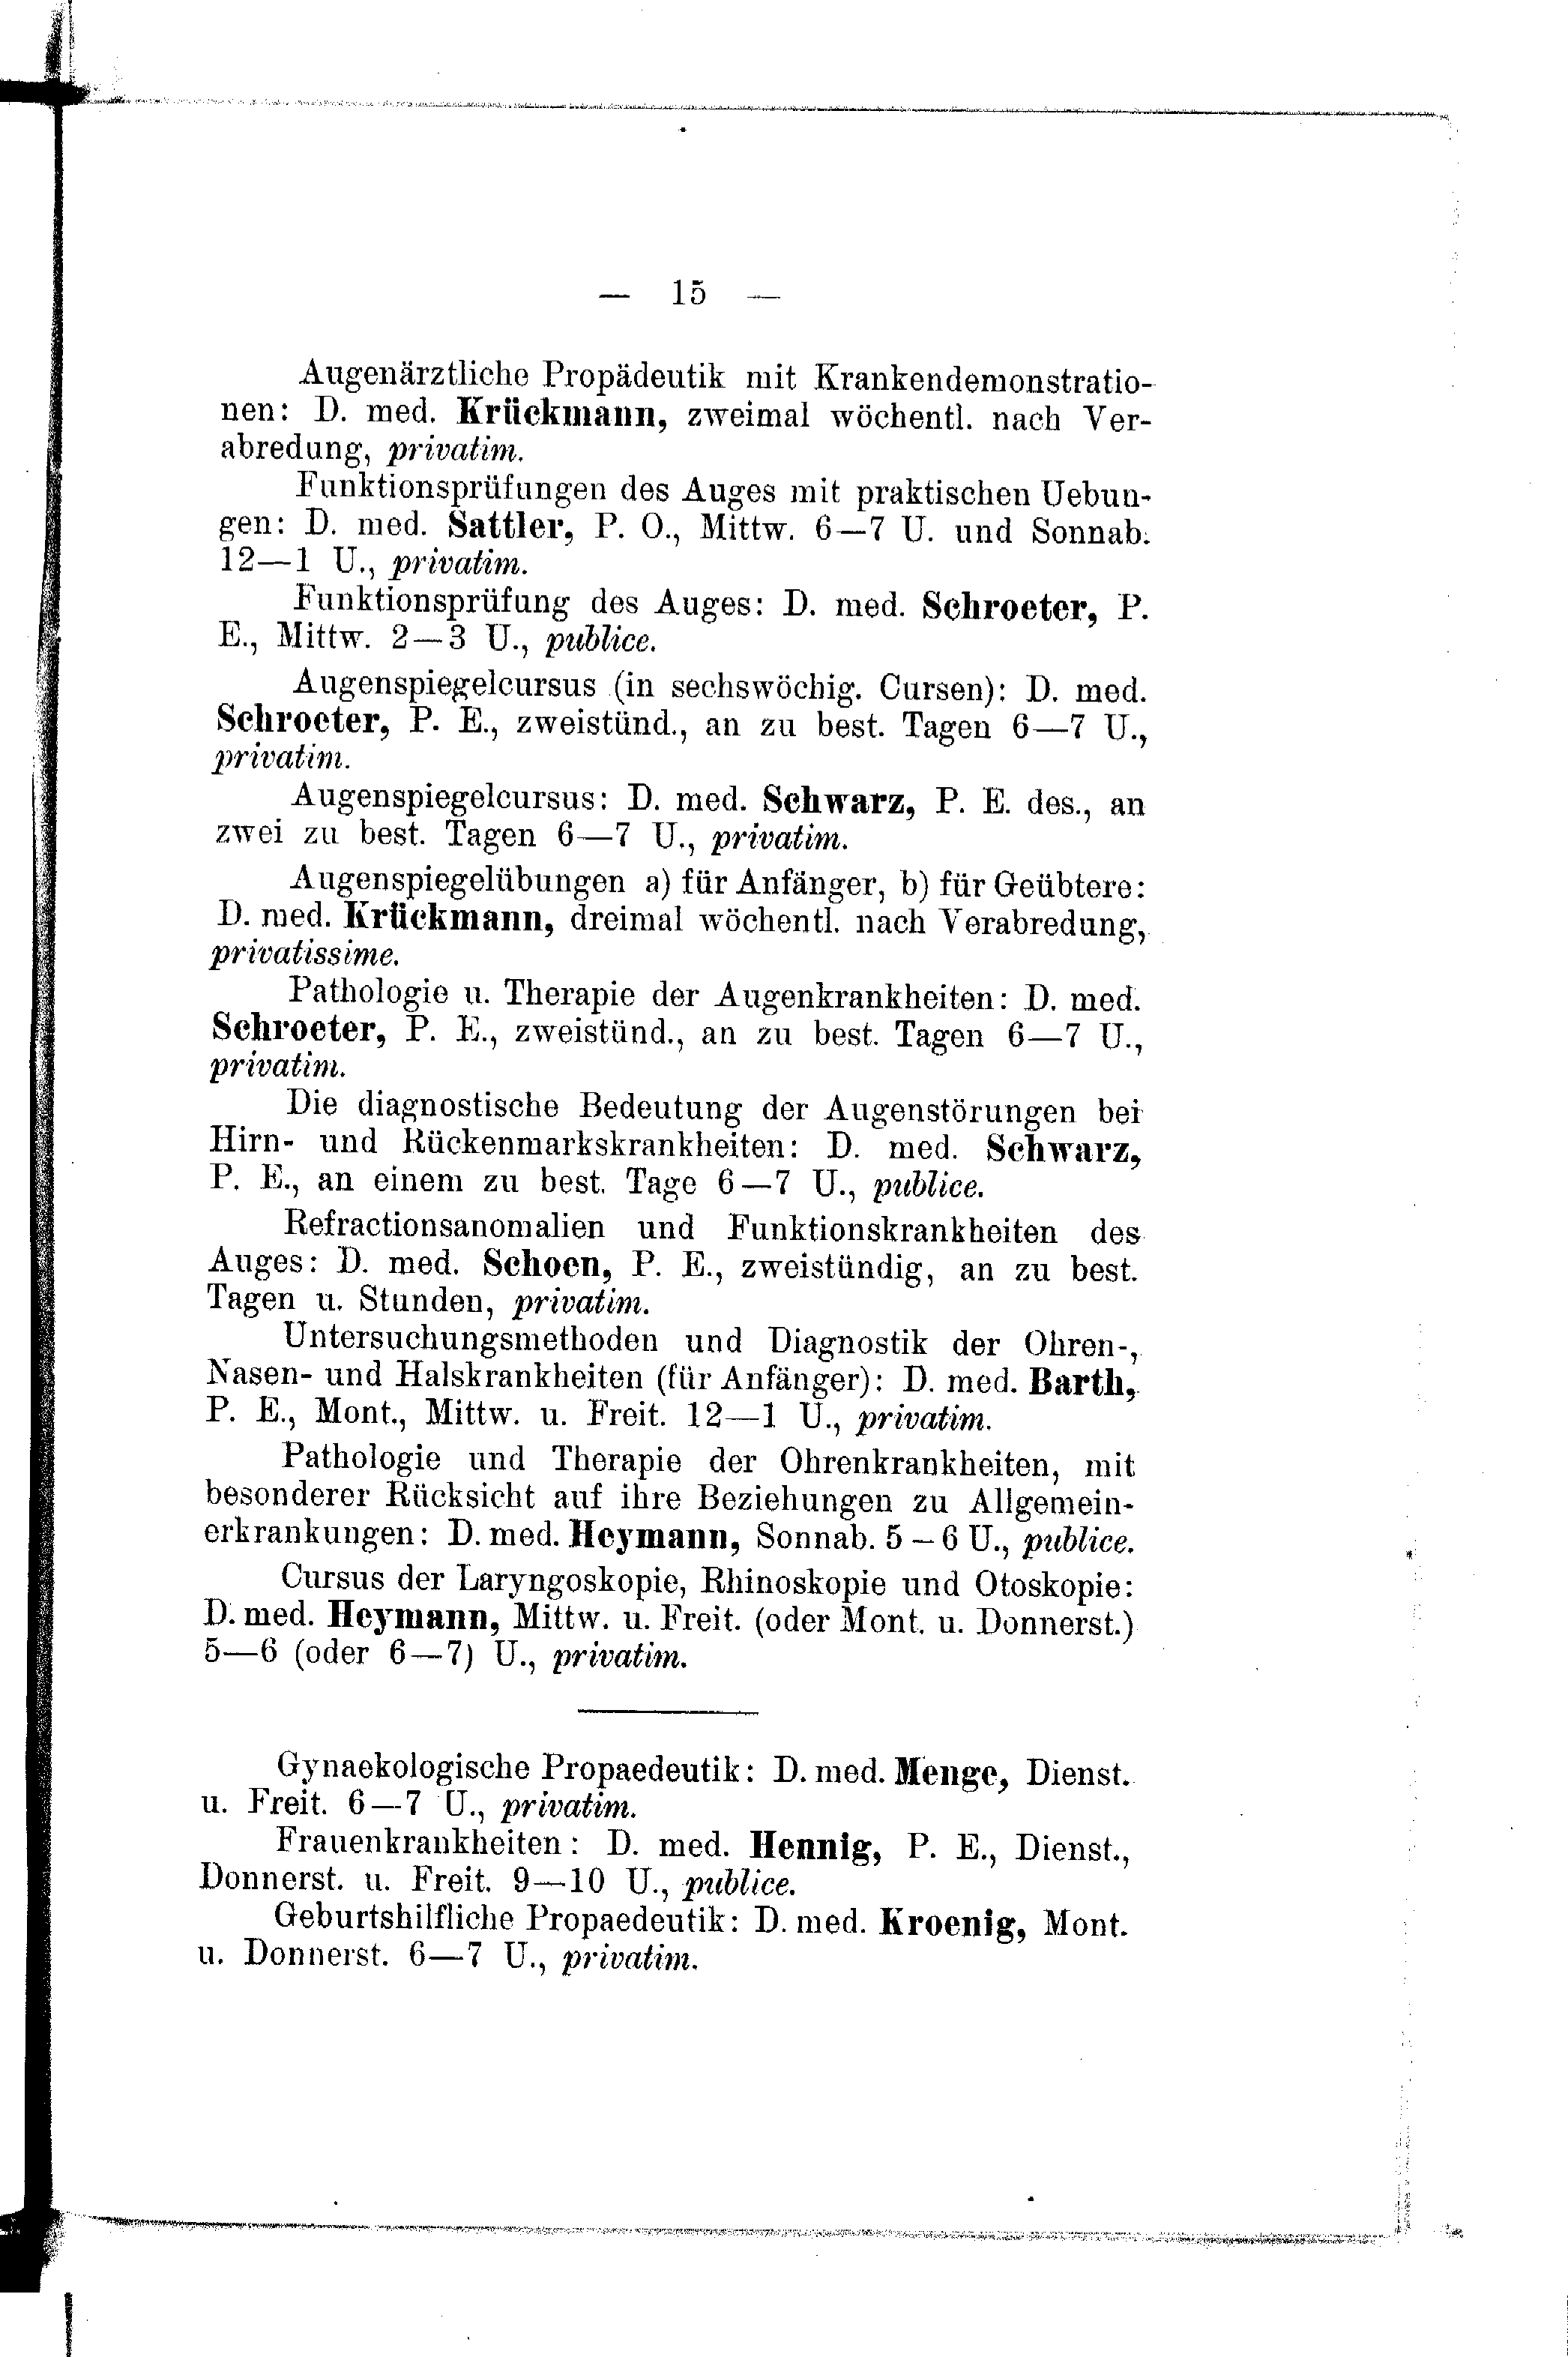 — 15 —
Augenärztliche Propädeutik mit Krankendemonstratio-
nen: D. med. Krückmann, zweimal wöchentl. nach Ver-
abredung, privatim.
Funktionsprüfungen des Auges mit praktischen Uebun-
gen: D. med. Sattler, P. O., Mittw. 6—7 U. und Sonnab.
12—1 U., privatim.
Funktionsprüfung des Auges: D. med. Schroeter, P.
E., Mittw. 2—3 U., publice.
Augenspiegelcursus (in sechswöchig. Cursen): D. med.
Schroeter, P. E., zweistünd., an zu best. Tagen 6—7 U.,
privatim.
Augenspiegelcursus: D. med. Schwarz, P. E. des., an
zwei zu best. Tagen 6—7 U., privatim.
Augenspiegelübungen a) für Anfänger, b) für Geübtere:
D. med. Krückmann, dreimal wöchentl. nach Verabredung,
privatissime.
Pathologie u. Therapie der Augenkrankheiten: D. med.
Schroeter, P. E., zweistünd., an zu best. Tagen 6—7 U.,
privatim.
Die diagnostische Bedeutung der Augenstörungen bei
Hirn- und Rückenmarkskrankheiten: D. med. Schwarz,
P. E., an einem zu best. Tage 6—7 U., publice.
Refractionsanomalien und Funktionskrankheiten des
Auges: D. med. Schoen, P. E., zweistündig, an zu best.
Tagen u. Stunden, privatim.
Untersuchungsmethoden und Diagnostik der Ohren-,
Nasen- und Halskrankheiten (für Anfänger): D. med. Barth,
P. E., Mont., Mittw. u. Freit. 12—1 U., privatim.
Pathologie und Therapie der Ohrenkrankheiten, mit
besonderer Rücksicht auf ihre Beziehungen zu Allgemein-
erkrankungen: D. med. Heymann, Sonnab. 5—6 U., publice.
Cursus der Laryngoskopie, Rhinoskopie und Otoskopie:
D. med. Heymann, Mittw. u. Freit. (oder Mont. u. Donnerst.)
5—6 (oder 6—7) U., privatim.
Gynaekologische Propaedeutik: D. med. Menge, Dienst.
u. Freit. 6—7 U., privatim.
Frauenkrankheiten: D. med. Hennig, P. E., Dienst.,
Donnerst. u. Freit. 9—10 U., publice.
Geburtshilfliche Propaedeutik: D. med. Kroenig, Mont.
u. Donnerst. 6—7 U., privatim.